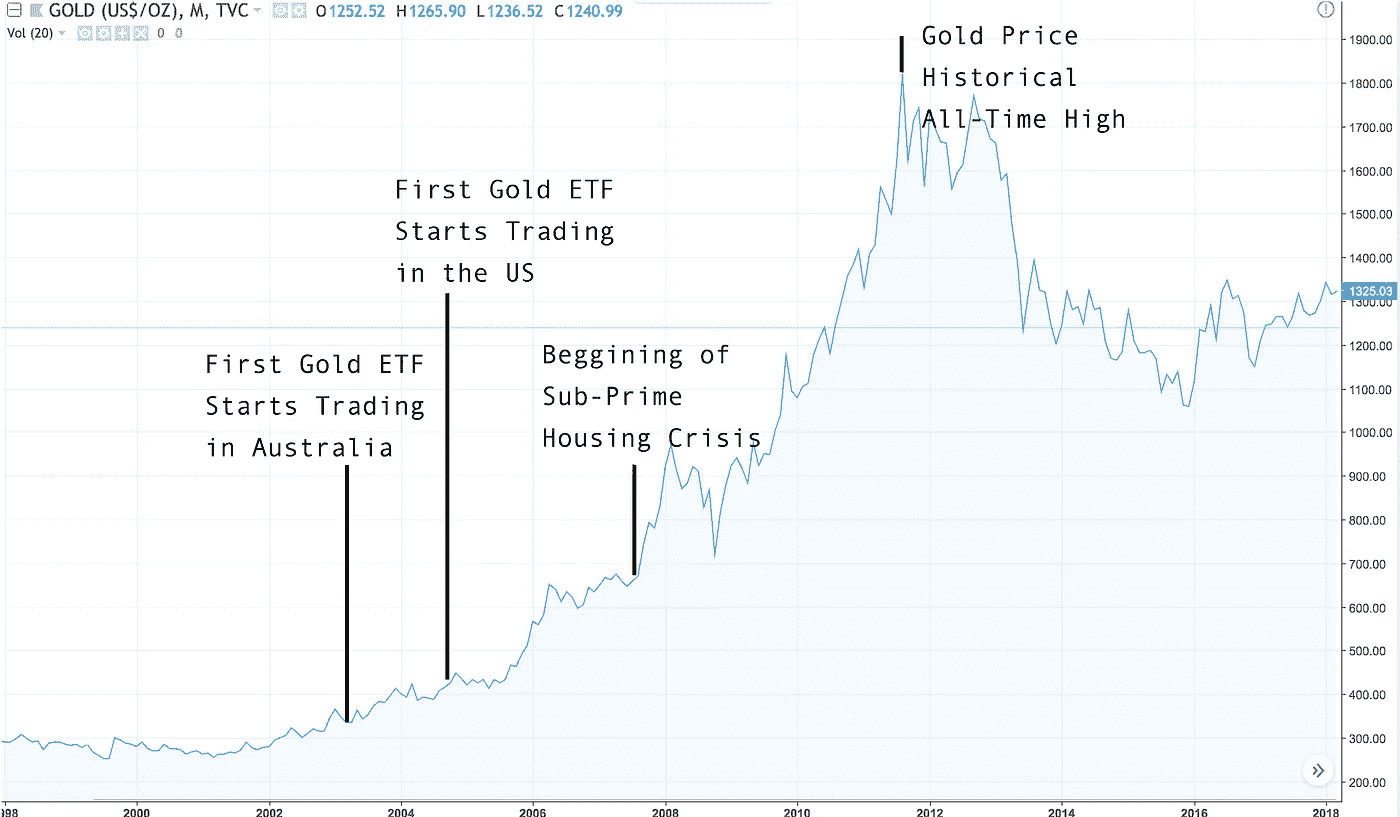 GOLD (US$/OZ), M, TVC O1252.52 H1265.90 L1236.52 C1240.99
Vol (20) 0 0
Gold Price
Historical
All-Time High
First Gold ETF
Starts Trading
in the US
First Gold ETF
Starts Trading
in Australia
Beggining of
Sub-Prime
Housing Crisis
1900.00
1800.00
1700.00
1600.00
1500.00
1400.00
1325.03
1300.00
1200.00
1100.00
1000.00
900.00
800.00
700.00
600.00
500.00
400.00
300.00
200.00
998 2000 2002 2004 2006 2008 2010 2012 2014 2016 2018